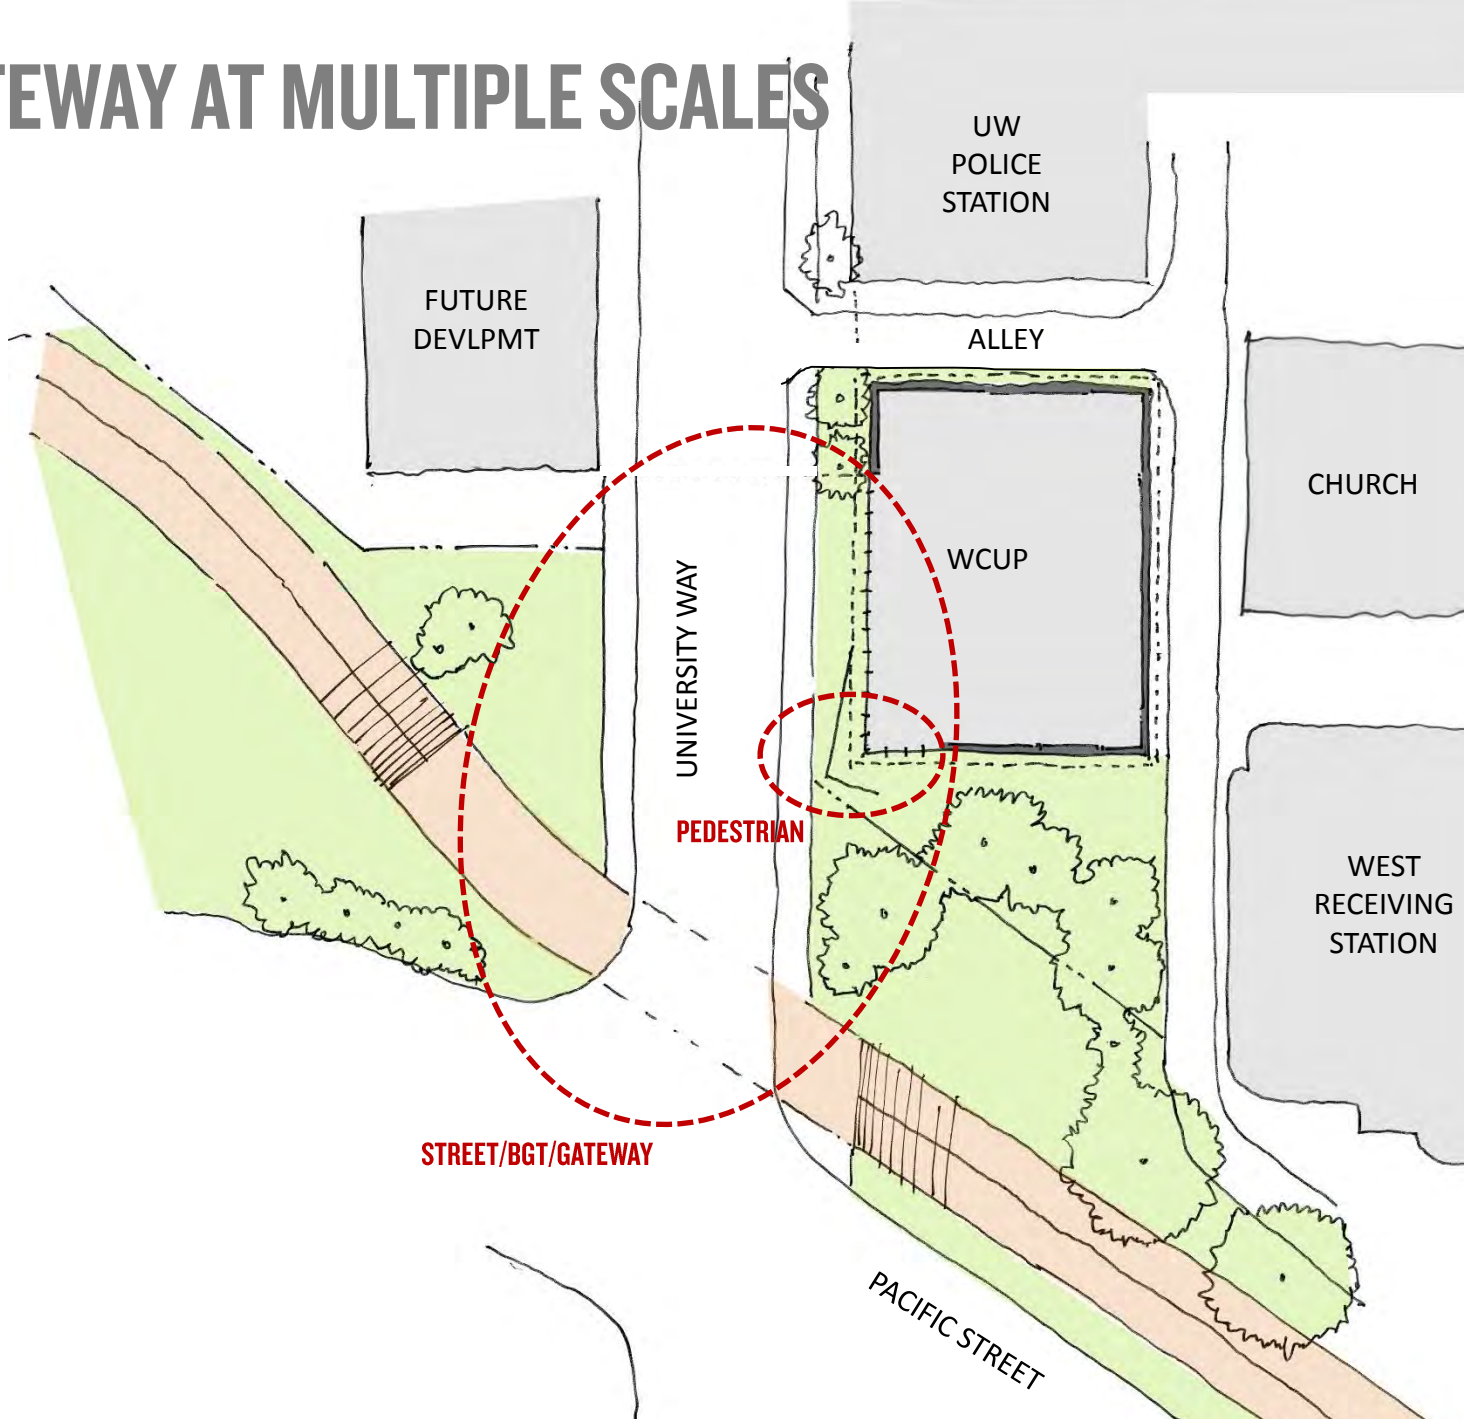 TEWAY AT MULTIPLE SCALES
UW
POLICE
STATION
FUTURE
DEVLPMT
ALLEY
CHURCH
WCUP
UNIVERSITY WAY
PEDESTRIAN
WEST
RECEIVING
STATION
STREET/BGT/GATEWAY
PACIFIC STREET